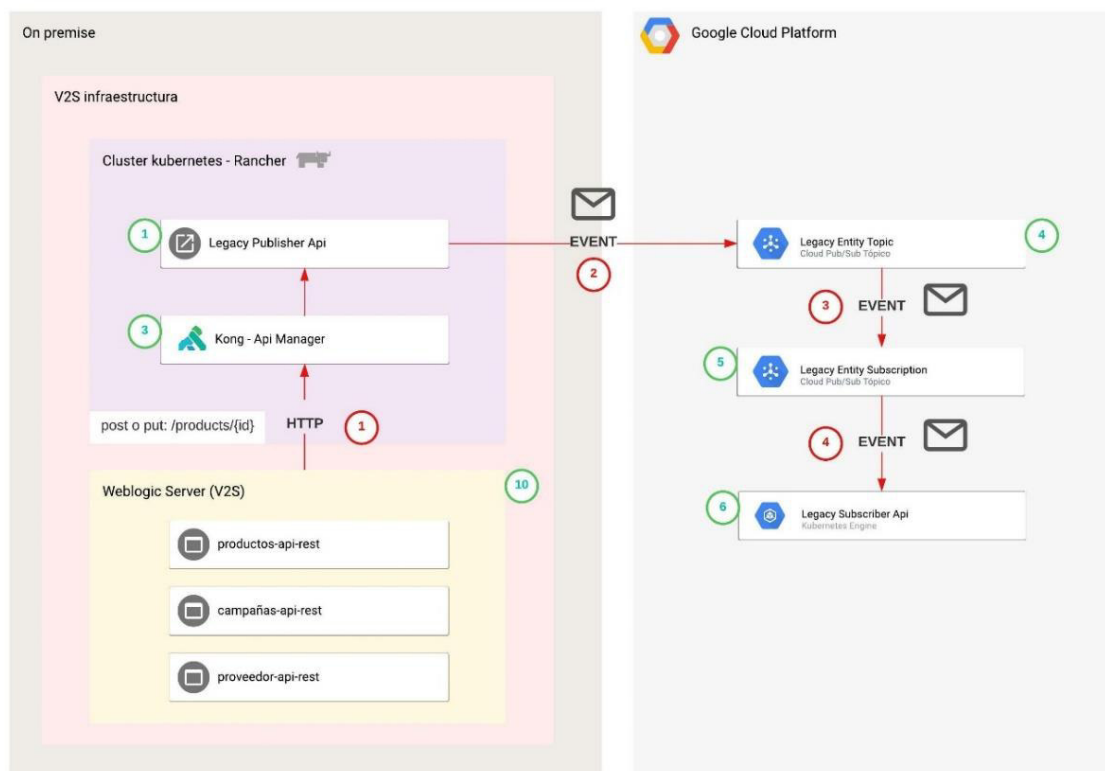 On premise
Google Cloud Platform
V2S infraestructura
Cluster kubernetes - Rancher
1
Legacy Publisher Api
EVENT
2
Legacy Entity Topic
Cloud Pub/Sub Tópico
4
3
EVENT
3
Kong - Api Manager
5
Legacy Entity Subscription
Cloud Pub/Sub Tópico
post o put: /products/{id}
HTTP
1
4
EVENT
Weblogic Server (V2S)
10
6
Legacy Subscriber Api
Kubernetes Engine
productos-api-rest
campañas-api-rest
proveedor-api-rest